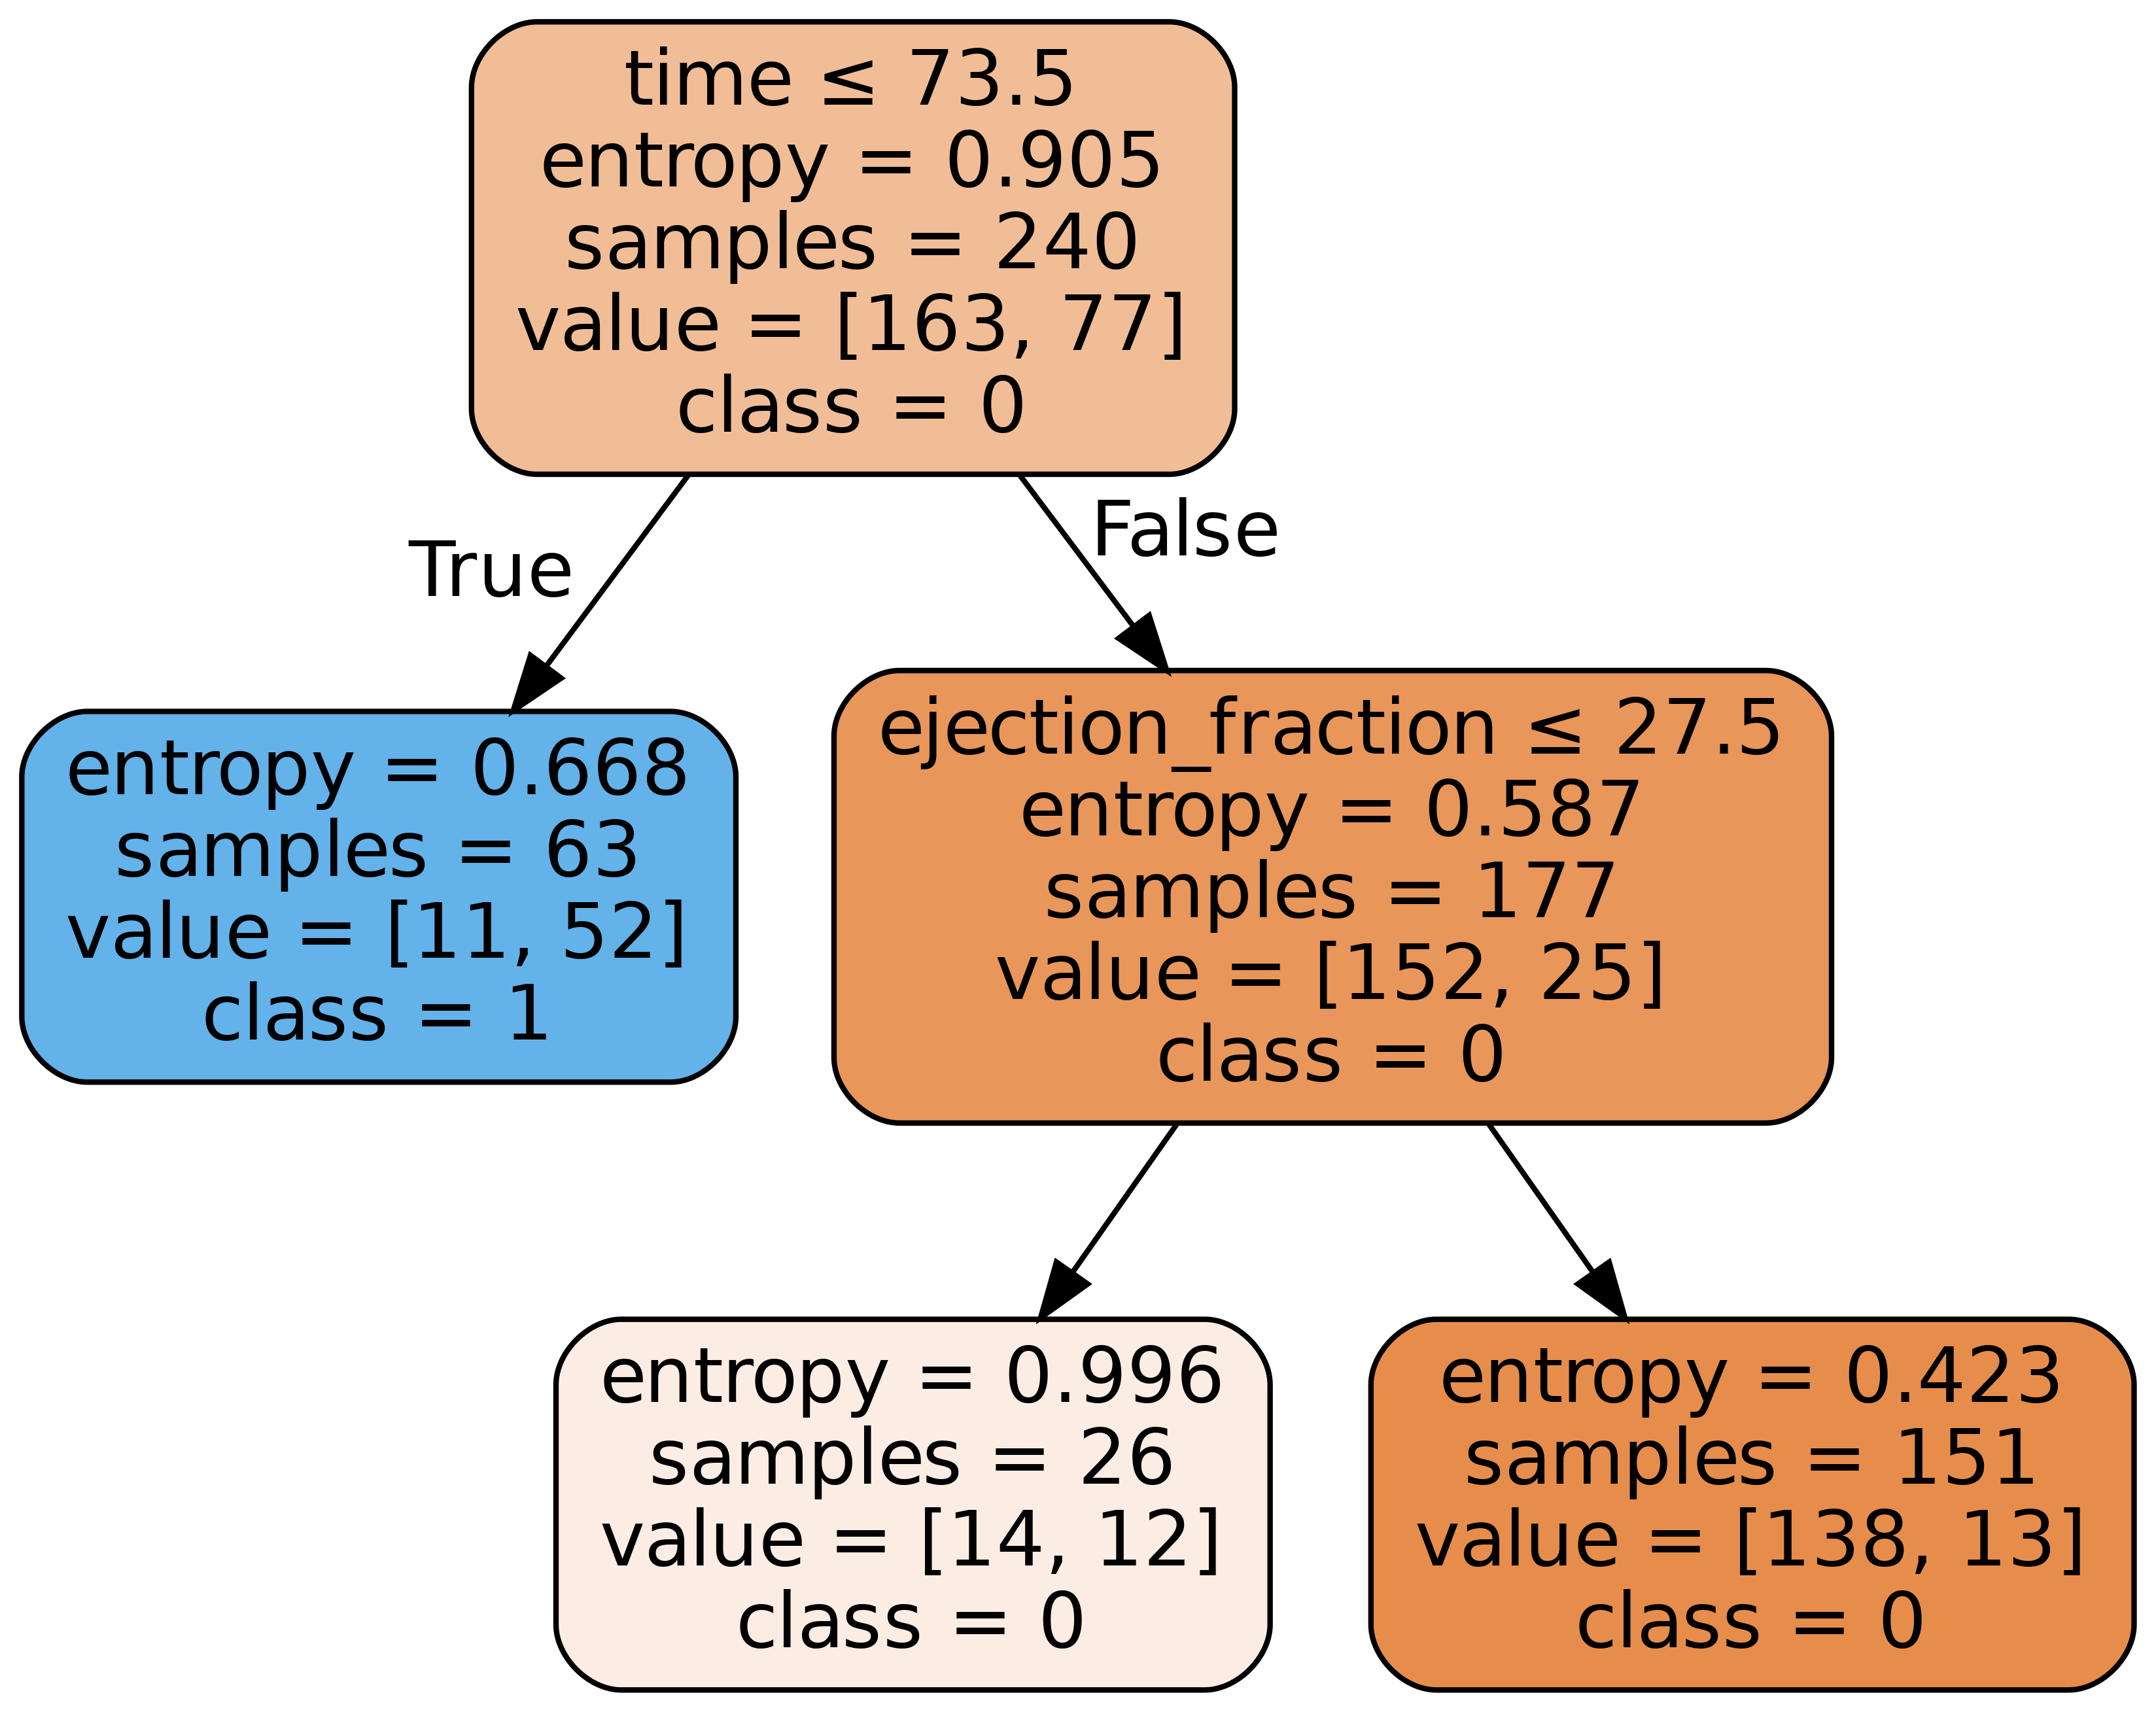 time ≤ 73.5
entropy = 0.905
samples = 240
value = [163, 77]
class = 0
True
False
entropy = 0.668
samples = 63
value = [11, 52]
class = 1
ejection_fraction ≤ 27.5
entropy = 0.587
samples = 177
value = [152, 25]
class = 0
entropy = 0.996
samples = 26
value = [14, 12]
class = 0
entropy = 0.423
samples = 151
value = [138, 13]
class = 0